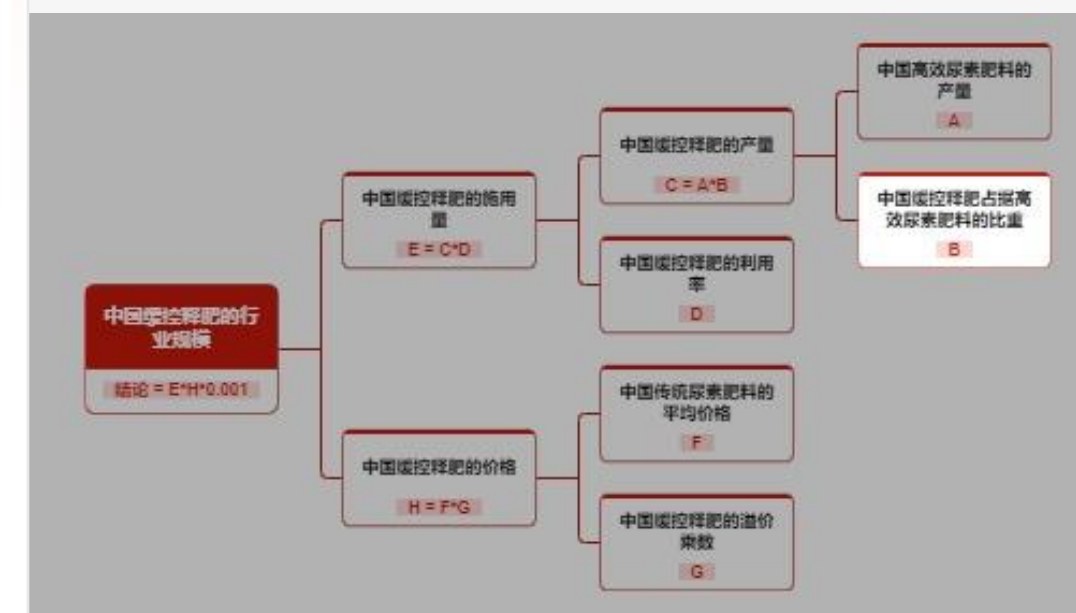 中国高效尿素肥料的
产量
A
中国缓控释肥的产量
C = A*B
中国缓控释肥占据高
效尿素肥料的比重
B
中国缓控释肥的施用
量
E = C*D
中国缓控释肥的利用
率
D
中国缓控释肥的行
业规模
结论 = E*H*0.001
中国传统尿素肥料的
平均价格
F
中国缓控释肥的价格
H = F*G
中国缓控释肥的溢价
乘数
G